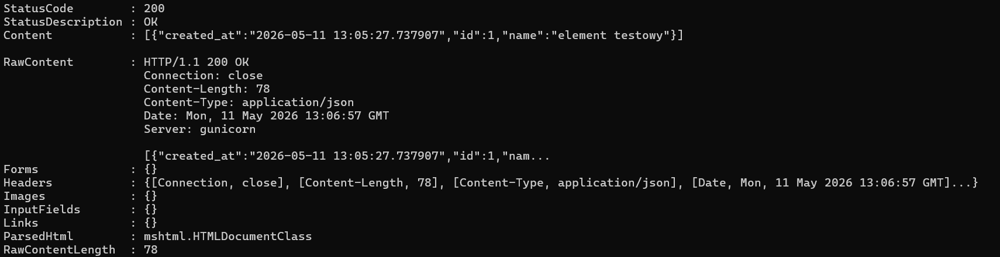 StatusCode        : 200
StatusDescription : OK
Content           : [{"created_at":"2026-05-11 13:05:27.737907","id":1,"name":"element testowy"}]
RawContent        : HTTP/1.1 200 OK
                    Connection: close
                    Content-Length: 78
                    Content-Type: application/json
                    Date: Mon, 11 May 2026 13:06:57 GMT
                    Server: gunicorn
                    [{"created_at":"2026-05-11 13:05:27.737907","id":1,"nam...
Forms             : {}
Headers           : {[Connection, close], [Content-Length, 78], [Content-Type, application/json], [Date, Mon, 11 May 2026 13:06:57 GMT]...}
Images            : {}
InputFields       : {}
Links             : {}
ParsedHtml        : mshtml.HTMLDocumentClass
RawContentLength  : 78